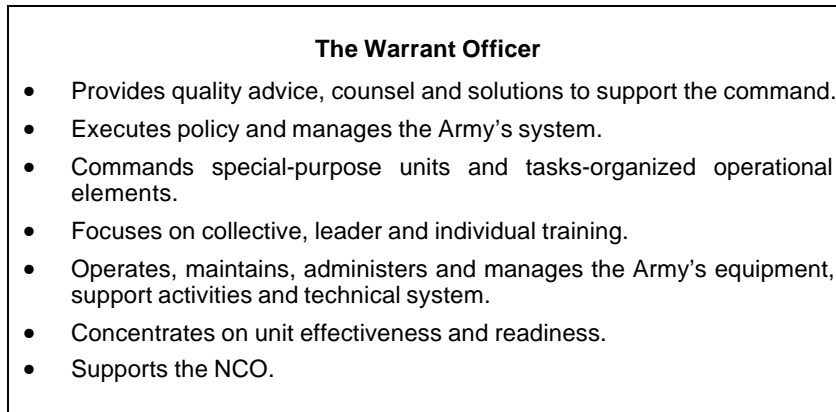 The Warrant Officer
• Provides quality advice, counsel and solutions to support the command.
• Executes policy and manages the Army's system.
• Commands special-purpose units and tasks-organized operational
elements.
• Focuses on collective, leader and individual training.
• Operates, maintains, administers and manages the Army's equipment,
support activities and technical system.
• Concentrates on unit effectiveness and readiness.
• Supports the NCO.